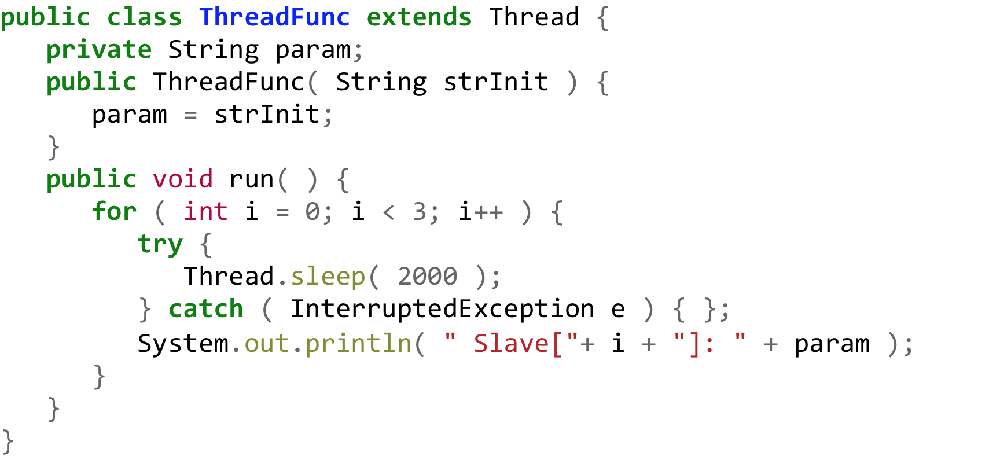 public class ThreadFunc extends Thread {
   private String param;
   public ThreadFunc( String strInit ) {
      param = strInit;
   }
   public void run( ) {
      for ( int i = 0; i < 3; i++ ) {
         try {
            Thread.sleep( 2000 );
         } catch ( InterruptedException e ) { };
         System.out.println( " Slave["+ i + "]: " + param );
      }
   }
}